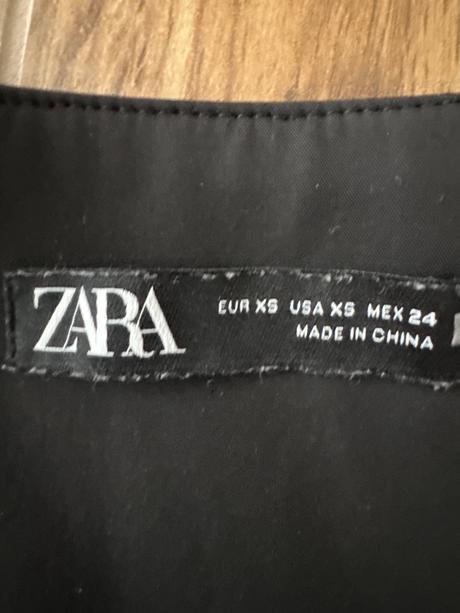 ZARA
EUR XS USA XS MEX 24
MADE IN CHINA